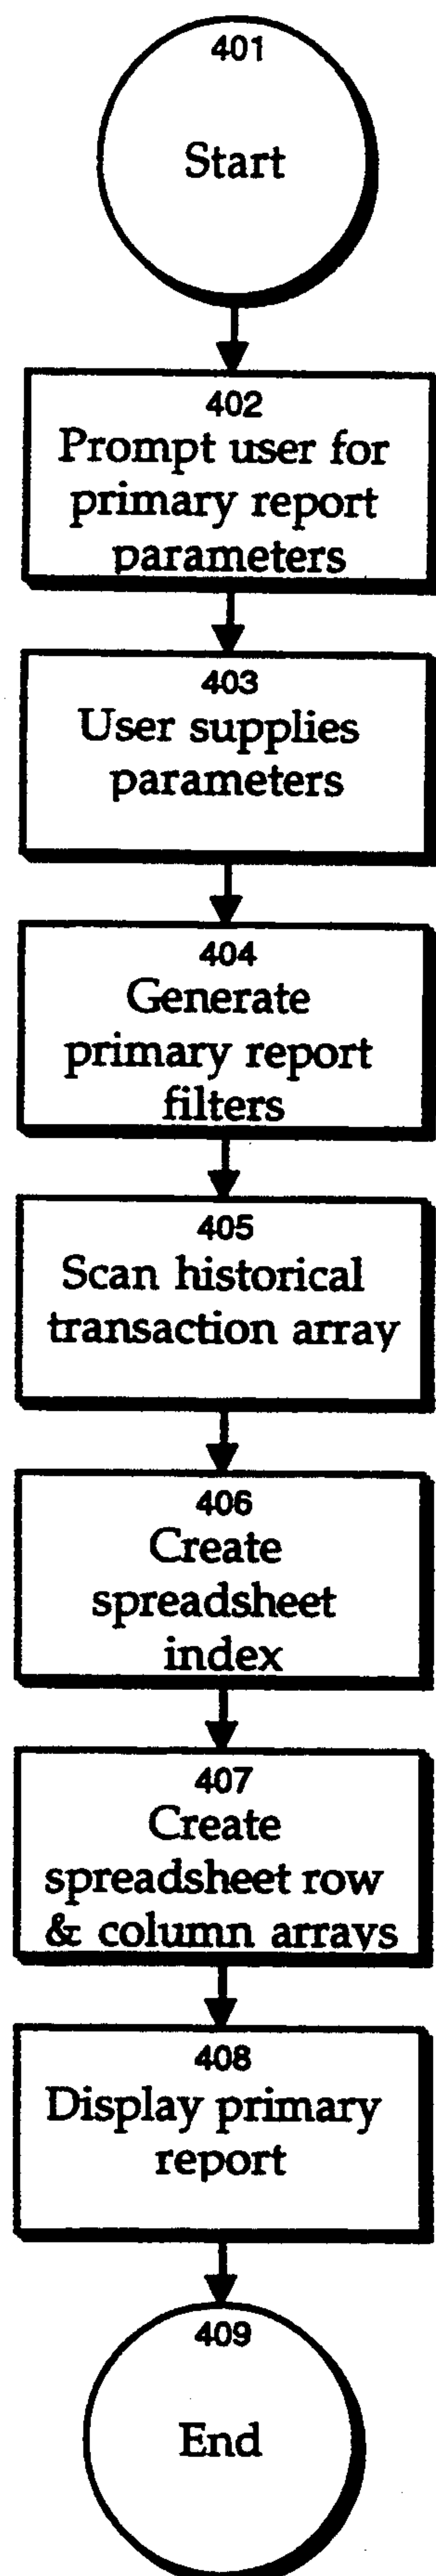 401
Start
402
Prompt user for
primary report
parameters
403
User supplies
parameters
404
Generate
primary report
filters
405
Scan historical
transaction array
406
Create
spreadsheet
index
407
Create
spreadsheet row
& column arrays
408
Display primary
report
409
End